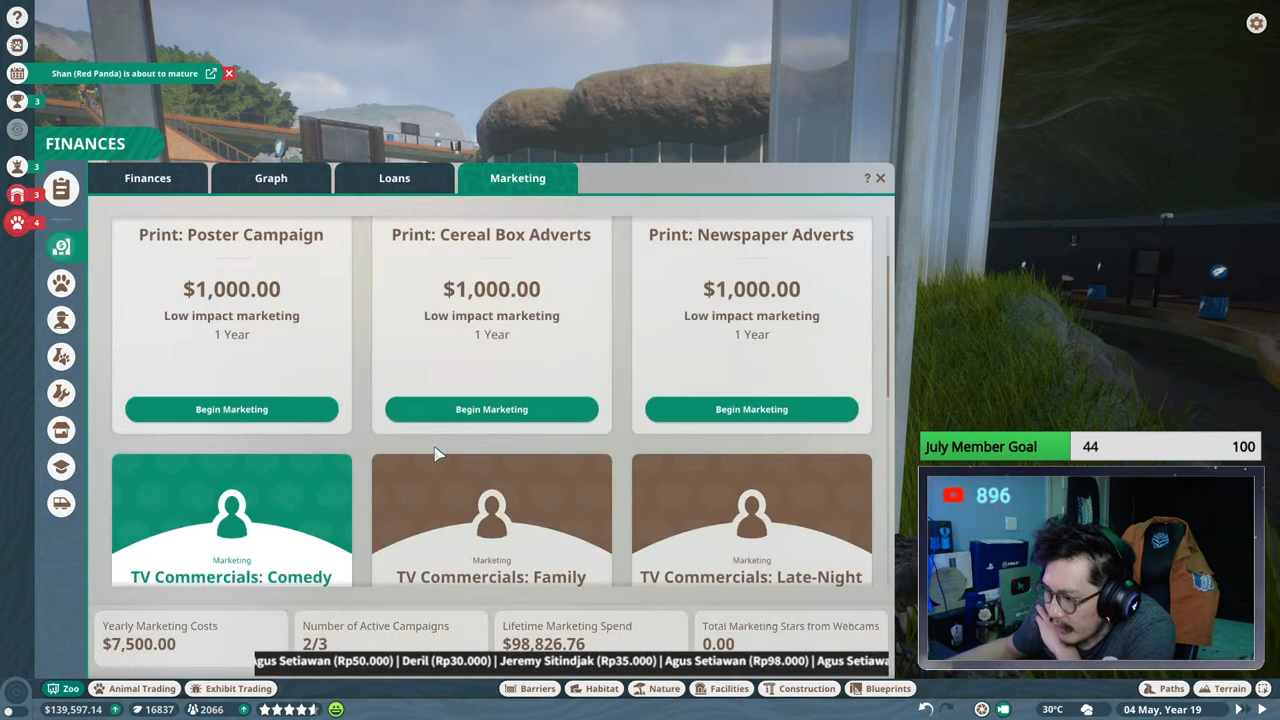 Shan (Red Panda) is about to mature
3
FINANCES
3
3
4
Finances
Graph
Loans
Marketing
? ×
Print: Poster Campaign
$1,000.00
Low impact marketing
1 Year
Begin Marketing
Print: Cereal Box Adverts
$1,000.00
Low impact marketing
1 Year
Begin Marketing
Print: Newspaper Adverts
$1,000.00
Low impact marketing
1 Year
Begin Marketing
Marketing
TV Commercials: Comedy
Marketing
TV Commercials: Family
Marketing
TV Commercials: Late-Night
Yearly Marketing Costs
$7,500.00
Number of Active Campaigns
2/3
Lifetime Marketing Spend
$98,826.76
Total Marketing Stars from Webcams
0.00
gus Setiawan (Rp50.000) | Deril (Rp30.000) | Jeremy Sitindjak (Rp35.000) | Agus Setiawan (Rp98.000) | Agus Setiawa
July Member Goal
44
100
896
Zoo
Animal Trading
Exhibit Trading
Barriers
Habitat
Nature
Facilities
Construction
Blueprints
Paths
Terrain
$139,597.14
16837
2066
30°C
04 May, Year 19